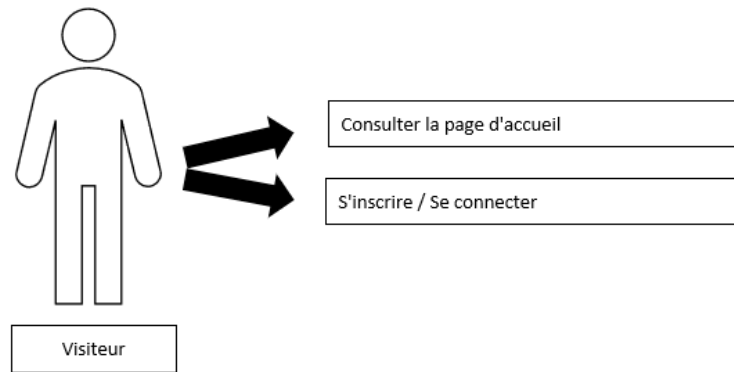 Consulter la page d'accueil
S'inscrire / Se connecter
Visiteur